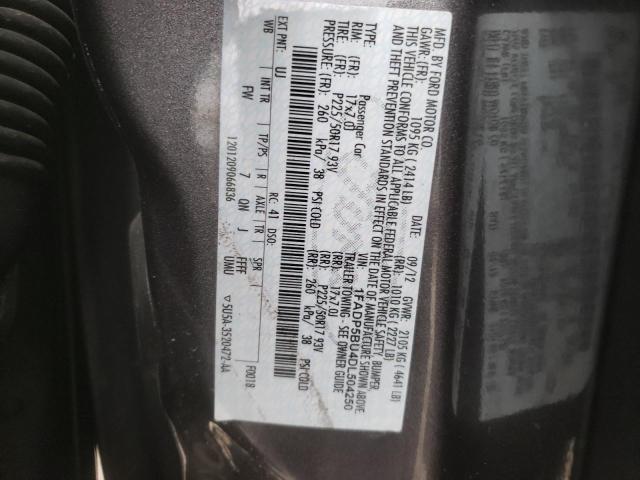 MFD. BY FORD MOTOR CO.
DATE: 09/12 GVWR: 2105 KG ( 4641 LB)
GAWR: (FR): 1095 KG ( 2414 LB) (RR): 1010 KG ( 2227 LB)
THIS VEHICLE CONFORMS TO ALL APPLICABLE FEDERAL MOTOR VEHICLE SAFETY, BUMPER,
AND THEFT PREVENTION STANDARDS IN EFFECT ON THE DATE OF MANUFACTURE SHOWN ABOVE.
VIN: 1FADP5BU4DL504250
TYPE: Passenger Car TRAILER TOWING - SEE OWNER GUIDE
RIM: (FR): 17x7.0J (RR): 17x7.0J
TIRE: (FR): P225/50R17 93V (RR): P225/50R17 93V
PRESSURE: (FR): 260 kPa/ 38 PSI COLD (RR): 260 kPa/ 38 PSI COLD
EXT PNT: UJ RC: 41 DSO: F0018
WB INT TR TP/PS R AXLE TR SPR
FW 7 QN J FFFF UMU
1201209066836 ▽ 5U5A-3520472-AA